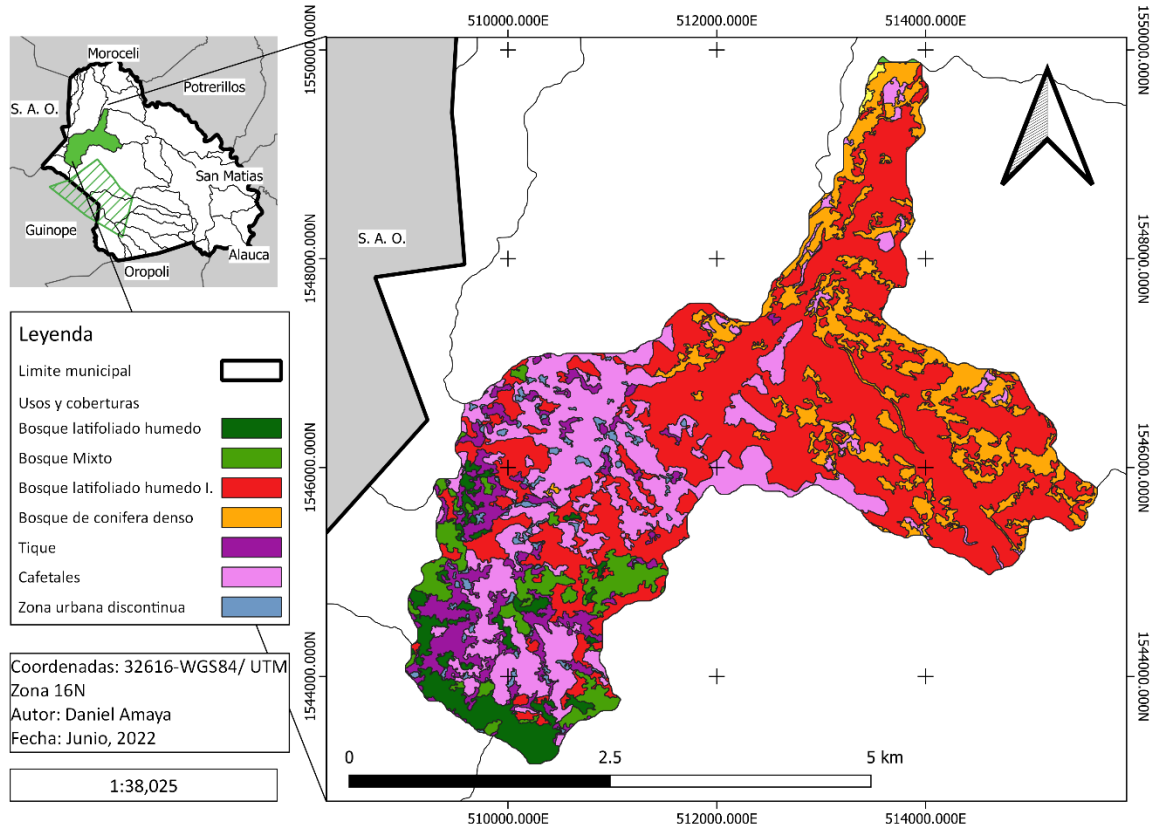 Moroceli
Potrerillos
S. A. O.
San Matias
Guinope
Alauca
Oropoli
Leyenda
Limite municipal
Usos y coberturas
Bosque latifoliado humedo
Bosque Mixto
Bosque latifoliado humedo I.
Bosque de conifera denso
Tique
Cafetales
Zona urbana discontinua
Coordenadas: 32616-WGS84/ UTM
Zona 16N
Autor: Daniel Amaya
Fecha: Junio, 2022
1:38,025
510000.000E
512000.000E
514000.000E
1550000.000N
1548000.000N
1546000.000N
1544000.000N
S. A. O.
1550000.000N
1548000.000N
1546000.000N
1544000.000N
0
2.5
5 km
510000.000E
512000.000E
514000.000E